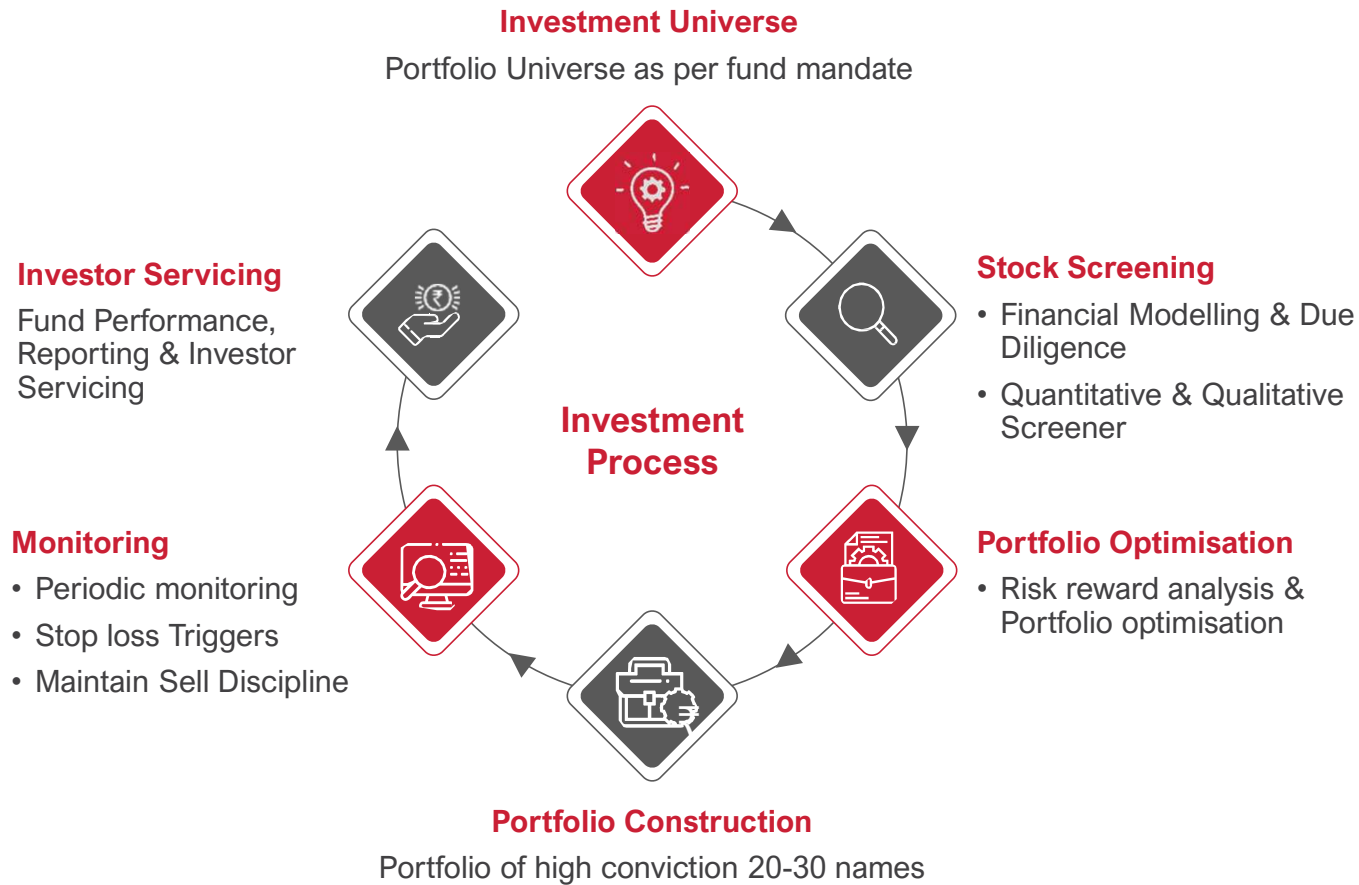 Investment Universe
Portfolio Universe as per fund mandate
Stock Screening
• Financial Modelling & Due
Diligence
• Quantitative & Qualitative
Screener
Portfolio Optimisation
• Risk reward analysis &
Portfolio optimisation
Portfolio Construction
Portfolio of high conviction 20-30 names
Monitoring
• Periodic monitoring
• Stop loss Triggers
• Maintain Sell Discipline
Investor Servicing
Fund Performance,
Reporting & Investor
Servicing
₹
Investment
Process